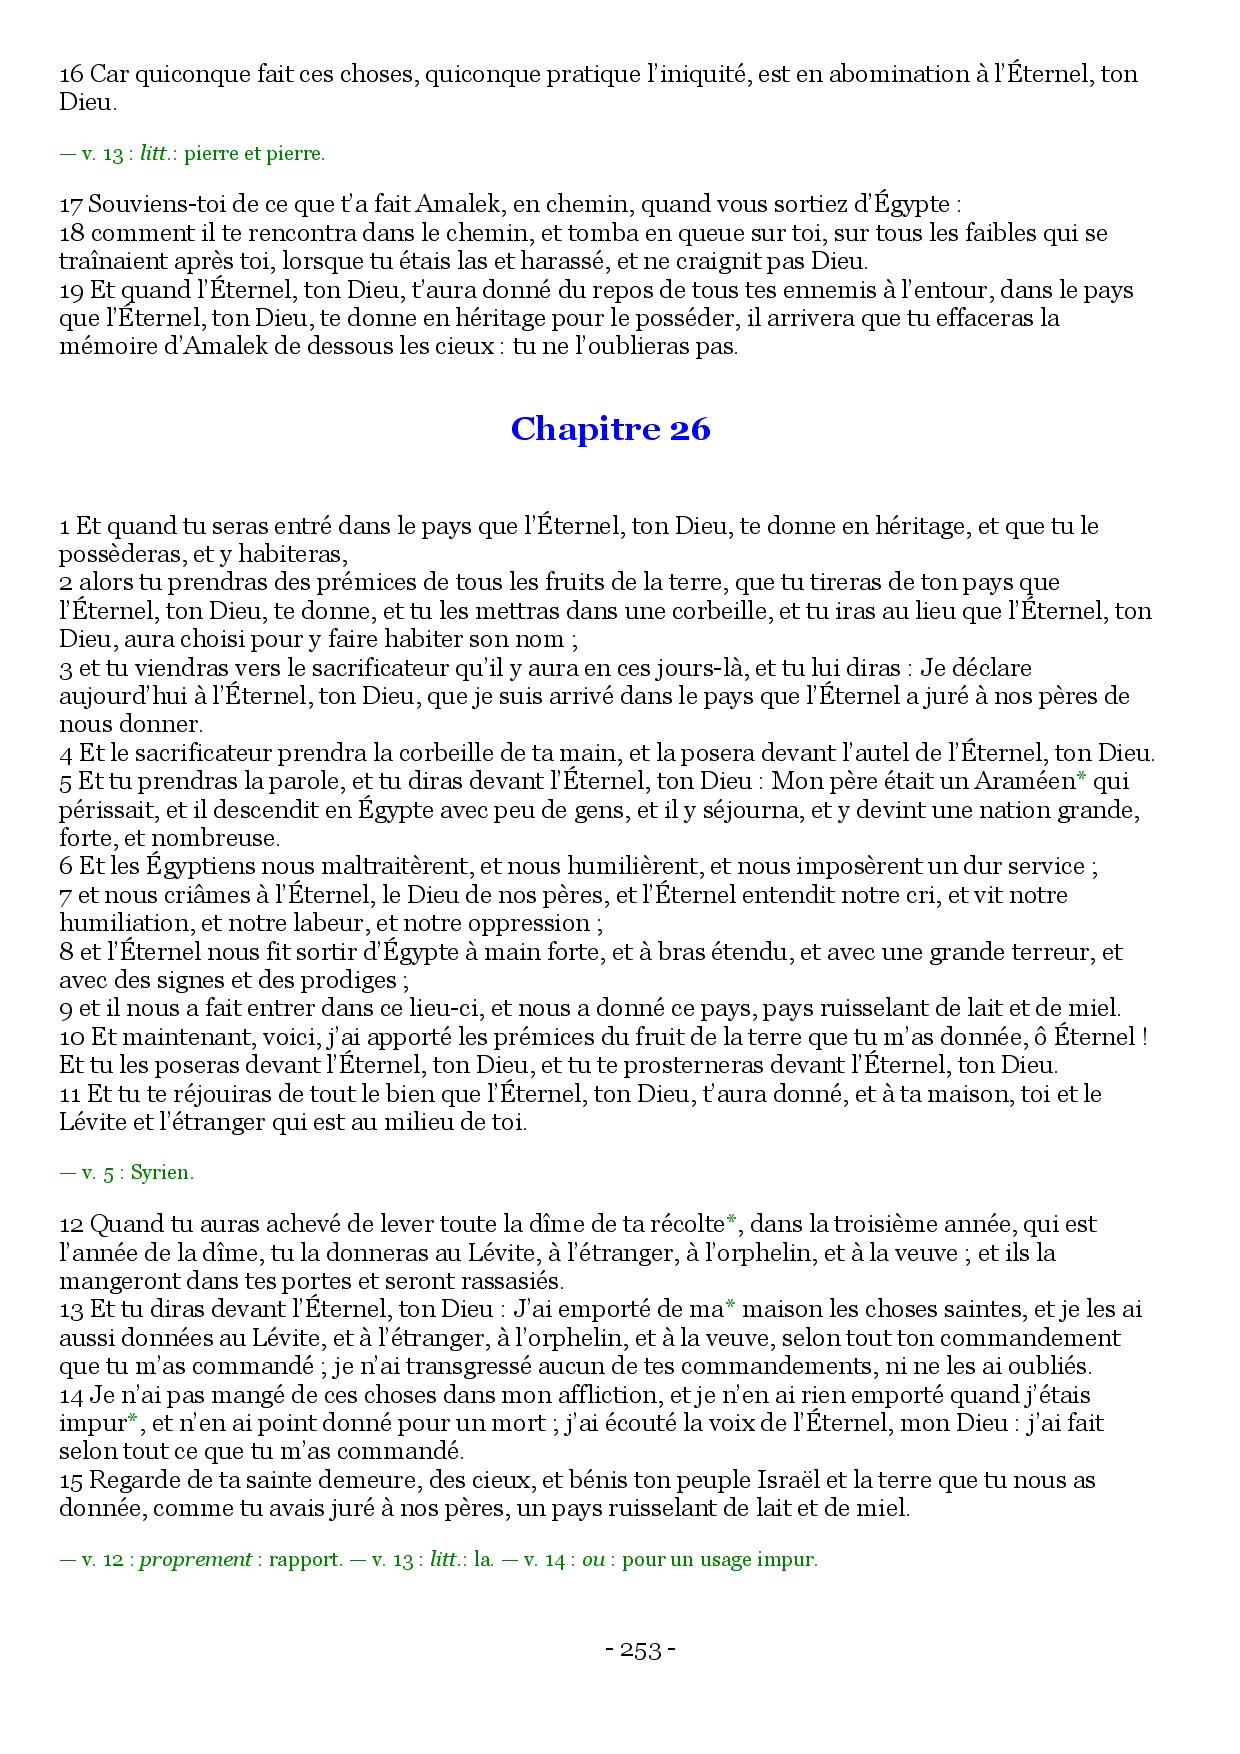 16 Car quiconque fait ces choses, quiconque pratique l’iniquité, est en abomination à l’Éternel, ton
Dieu.
— v. 13 : litt.: pierre et pierre.
17 Souviens-toi de ce que t’a fait Amalek, en chemin, quand vous sortiez d’Égypte :
18 comment il te rencontra dans le chemin, et tomba en queue sur toi, sur tous les faibles qui se
traînaient après toi, lorsque tu étais las et harassé, et ne craignit pas Dieu.
19 Et quand l’Éternel, ton Dieu, t’aura donné du repos de tous tes ennemis à l’entour, dans le pays
que l’Éternel, ton Dieu, te donne en héritage pour le posséder, il arrivera que tu effaceras la
mémoire d’Amalek de dessous les cieux : tu ne l’oublieras pas.
Chapitre 26
1 Et quand tu seras entré dans le pays que l’Éternel, ton Dieu, te donne en héritage, et que tu le
possèderas, et y habiteras,
2 alors tu prendras des prémices de tous les fruits de la terre, que tu tireras de ton pays que
l’Éternel, ton Dieu, te donne, et tu les mettras dans une corbeille, et tu iras au lieu que l’Éternel, ton
Dieu, aura choisi pour y faire habiter son nom ;
3 et tu viendras vers le sacrificateur qu’il y aura en ces jours-là, et tu lui diras : Je déclare
aujourd’hui à l’Éternel, ton Dieu, que je suis arrivé dans le pays que l’Éternel a juré à nos pères de
nous donner.
4 Et le sacrificateur prendra la corbeille de ta main, et la posera devant l’autel de l’Éternel, ton Dieu.
5 Et tu prendras la parole, et tu diras devant l’Éternel, ton Dieu : Mon père était un Araméen* qui
périssait, et il descendit en Égypte avec peu de gens, et il y séjourna, et y devint une nation grande,
forte, et nombreuse.
6 Et les Égyptiens nous maltraitèrent, et nous humilièrent, et nous imposèrent un dur service ;
7 et nous criâmes à l’Éternel, le Dieu de nos pères, et l’Éternel entendit notre cri, et vit notre
humiliation, et notre labeur, et notre oppression ;
8 et l’Éternel nous fit sortir d’Égypte à main forte, et à bras étendu, et avec une grande terreur, et
avec des signes et des prodiges ;
9 et il nous a fait entrer dans ce lieu-ci, et nous a donné ce pays, pays ruisselant de lait et de miel.
10 Et maintenant, voici, j’ai apporté les prémices du fruit de la terre que tu m’as donnée, ô Éternel !
Et tu les poseras devant l’Éternel, ton Dieu, et tu te prosterneras devant l’Éternel, ton Dieu.
11 Et tu te réjouiras de tout le bien que l’Éternel, ton Dieu, t’aura donné, et à ta maison, toi et le
Lévite et l’étranger qui est au milieu de toi.
— v. 5 : Syrien.
12 Quand tu auras achevé de lever toute la dîme de ta récolte*, dans la troisième année, qui est
l’année de la dîme, tu la donneras au Lévite, à l’étranger, à l’orphelin, et à la veuve ; et ils la
mangeront dans tes portes et seront rassasiés.
13 Et tu diras devant l’Éternel, ton Dieu : J’ai emporté de ma* maison les choses saintes, et je les ai
aussi données au Lévite, et à l’étranger, à l’orphelin, et à la veuve, selon tout ton commandement
que tu m’as commandé ; je n’ai transgressé aucun de tes commandements, ni ne les ai oubliés.
14 Je n’ai pas mangé de ces choses dans mon affliction, et je n’en ai rien emporté quand j’étais
impur*, et n’en ai point donné pour un mort ; j’ai écouté la voix de l’Éternel, mon Dieu : j’ai fait
selon tout ce que tu m’as commandé.
15 Regarde de ta sainte demeure, des cieux, et bénis ton peuple Israël et la terre que tu nous as
donnée, comme tu avais juré à nos pères, un pays ruisselant de lait et de miel.
— v. 12 : proprement : rapport. — v. 13 : litt.: la. — v. 14 : ou : pour un usage impur.
- 253 -